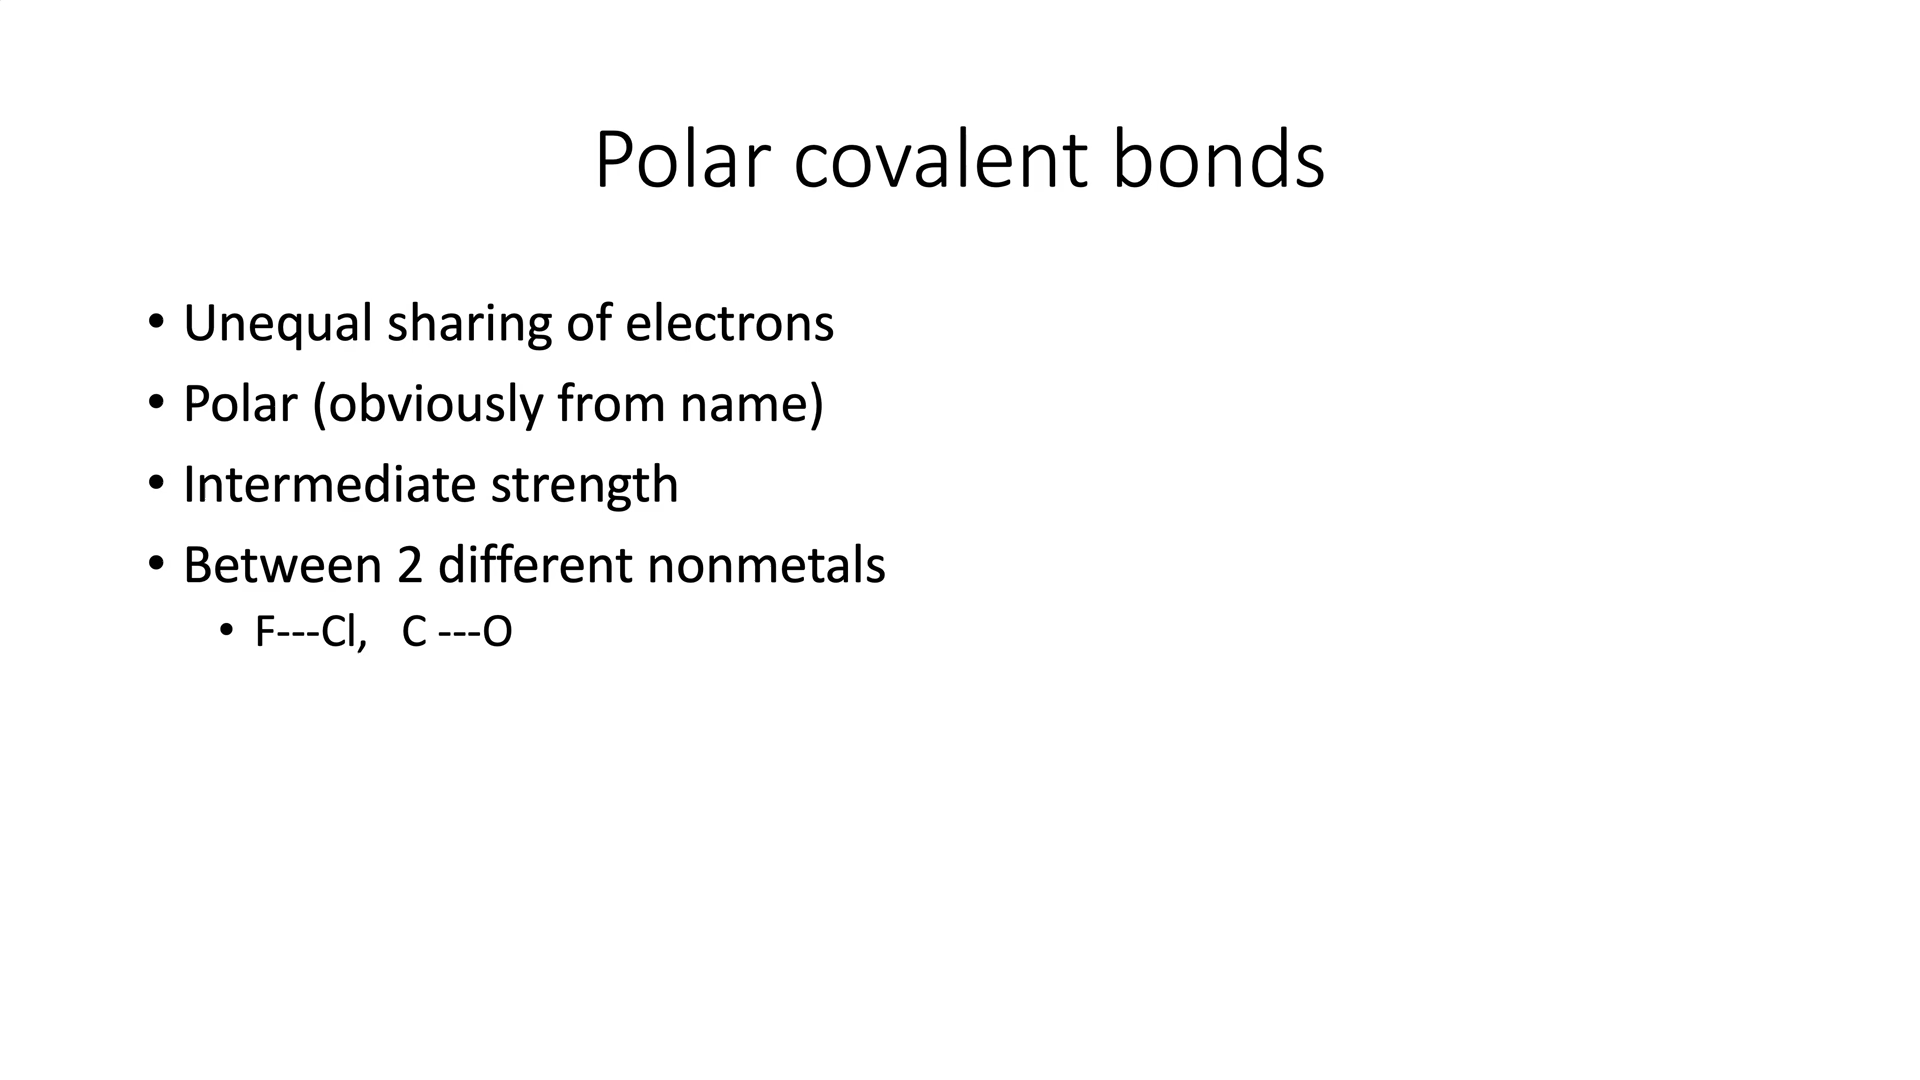 Polar covalent bonds
• Unequal sharing of electrons
• Polar (obviously from name)
• Intermediate strength
• Between 2 different nonmetals
• F---Cl,   C ---O